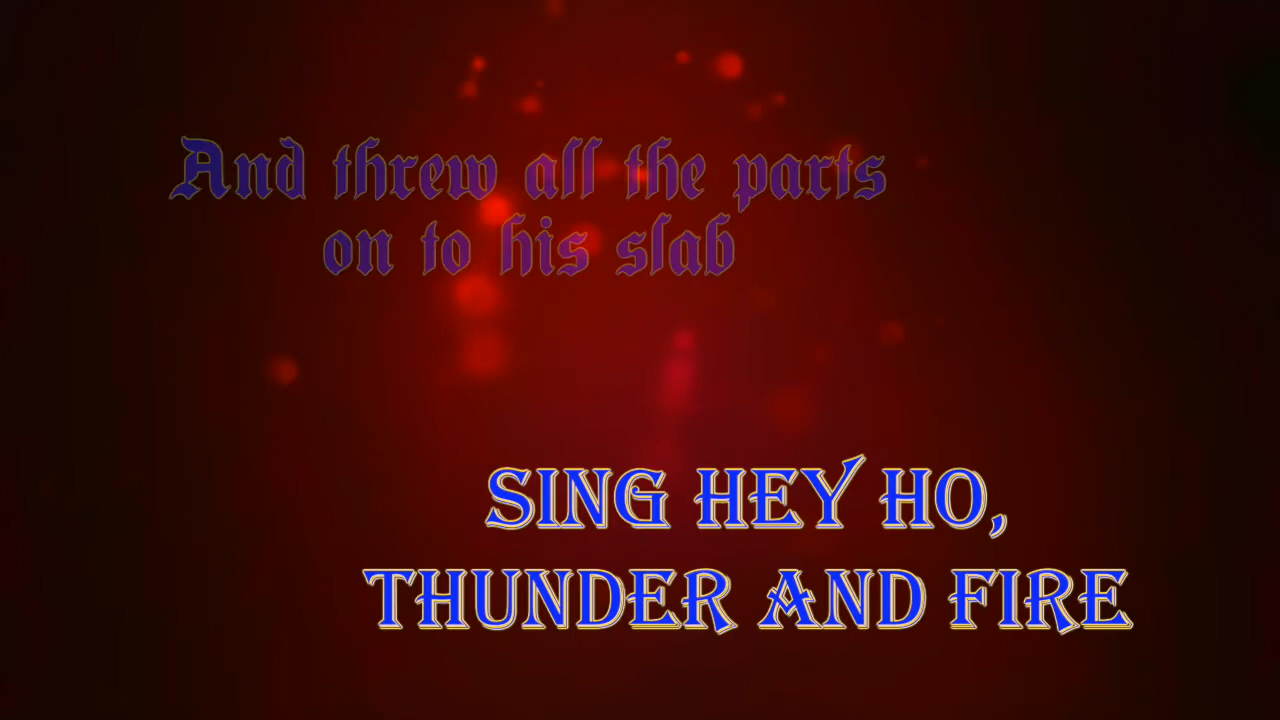 And threw all the parts
on to his slab
SING HEY HO,
THUNDER AND FIRE